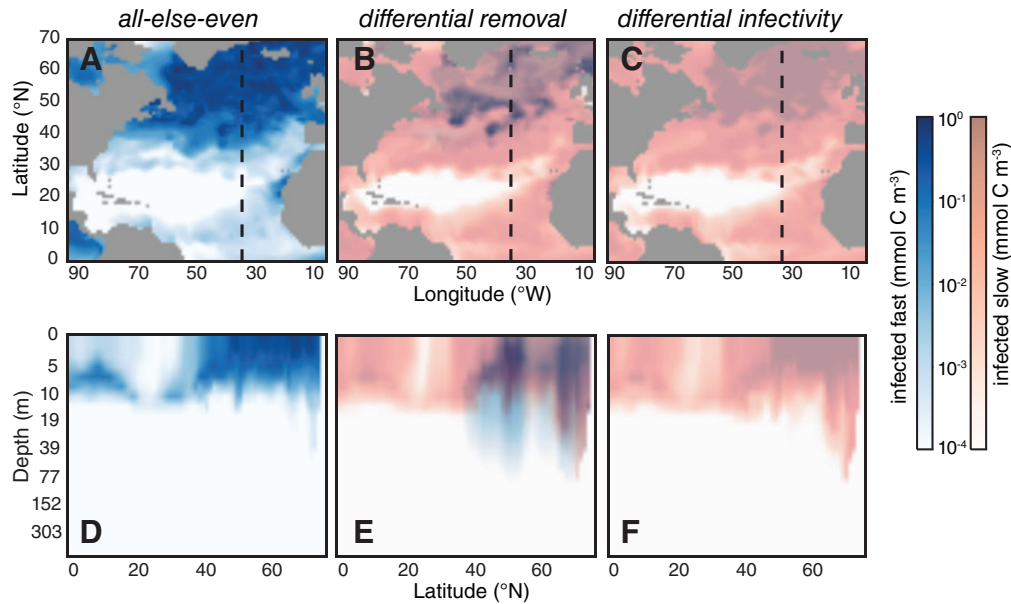 all-else-even differential removal differential infectivity
A B C
70
60
50
40
30
20
10
0
Latitude (°N)
90 70 50 30 10 90 70 50 30 10 90 70 50 30 10
Longitude (°W)
D E F
0
5
10
19
39
77
152
303
Depth (m)
0 20 40 60 0 20 40 60 0 20 40 60
Latitude (°N)
infected fast (mmol C m-3)
10⁰
10-1
10-2
10-3
10-4
infected slow (mmol C m-3)